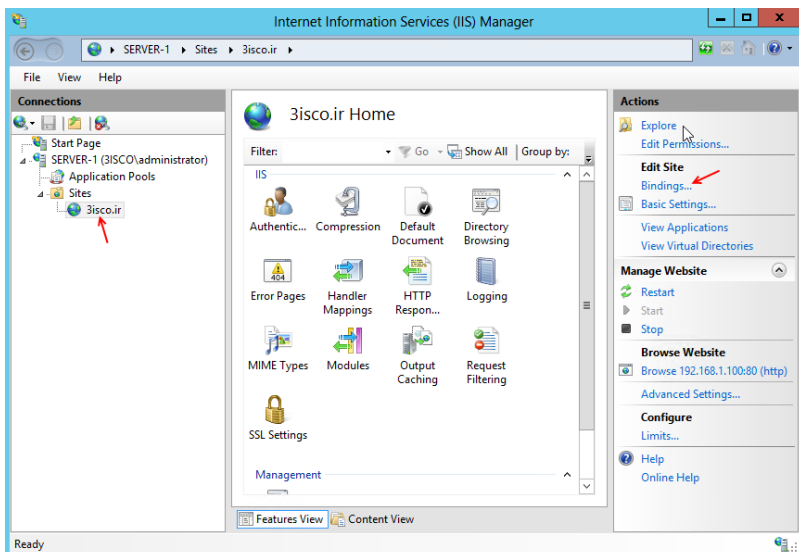 Internet Information Services (IIS) Manager
SERVER-1 Sites 3isco.ir
File View Help
Connections
Start Page
SERVER-1 (3ISCO\administrator)
Application Pools
Sites
3isco.ir
3isco.ir Home
Filter: Go Show All Group by:
IIS
Authentic... Compression Default Document Directory Browsing
404
Error Pages Handler Mappings HTTP Respon... Logging
MIME Types Modules Output Caching Request Filtering
SSL Settings
Management
Features View Content View
Actions
Explore
Edit Permissions...
Edit Site
Bindings...
Basic Settings...
View Applications
View Virtual Directories
Manage Website
Restart
Start
Stop
Browse Website
Browse 192.168.1.100:80 (http)
Advanced Settings...
Configure
Limits...
Help
Online Help
Ready